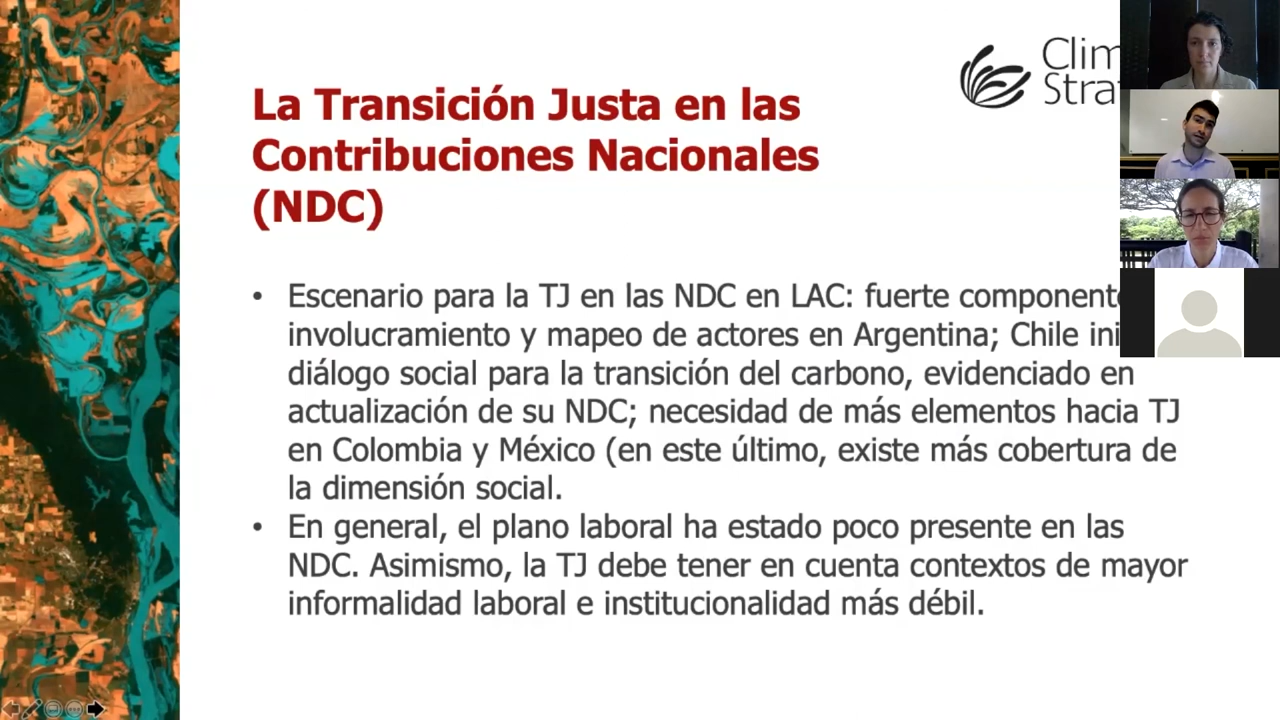 La Transición Justa en las
Contribuciones Nacionales
(NDC)
Clim
Stra
• Escenario para la TJ en las NDC en LAC: fuerte component
involucramiento y mapeo de actores en Argentina; Chile ini
diálogo social para la transición del carbono, evidenciado en
actualización de su NDC; necesidad de más elementos hacia TJ
en Colombia y México (en este último, existe más cobertura de
la dimensión social.
• En general, el plano laboral ha estado poco presente en las
NDC. Asimismo, la TJ debe tener en cuenta contextos de mayor
informalidad laboral e institucionalidad más débil.